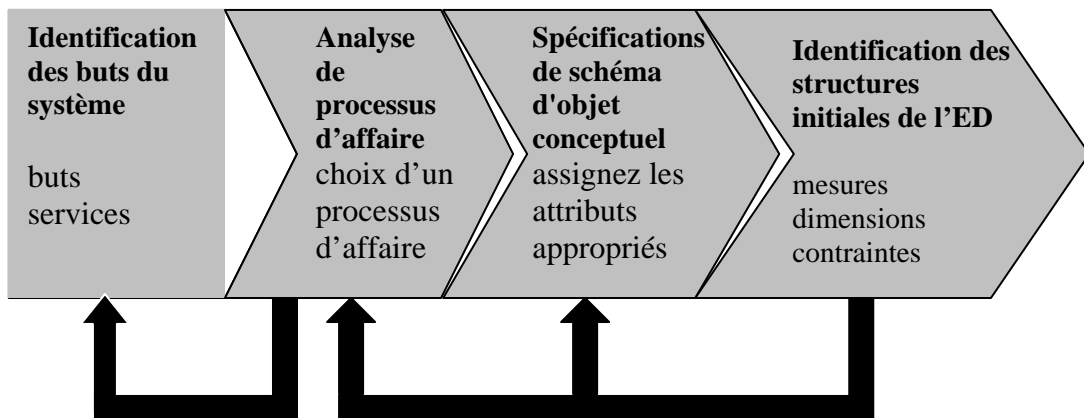 Identification
des buts du
système
buts
services
Analyse
de
processus
d'affaire
choix d'un
processus
d'affaire
Spécifications
de schéma
d'objet
conceptuel
assignez les
attributs
appropriés
Identification des
structures
initiales de l'ED
mesures
dimensions
contraintes